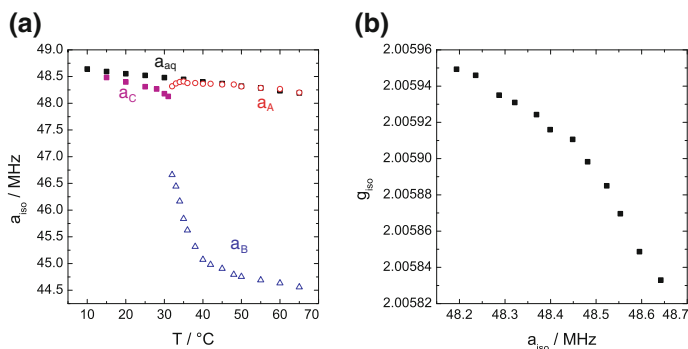 (a)
49.0
48.5
48.0
47.5
47.0
46.5
46.0
45.5
45.0
44.5
a_iso / MHz
a_aq
a_C
a_A
a_B
10 20 30 40 50 60 70
T / °C
(b)
2.00596
2.00594
2.00592
2.00590
2.00588
2.00586
2.00584
2.00582
g_iso
48.2 48.3 48.4 48.5 48.6 48.7
a_iso / MHz